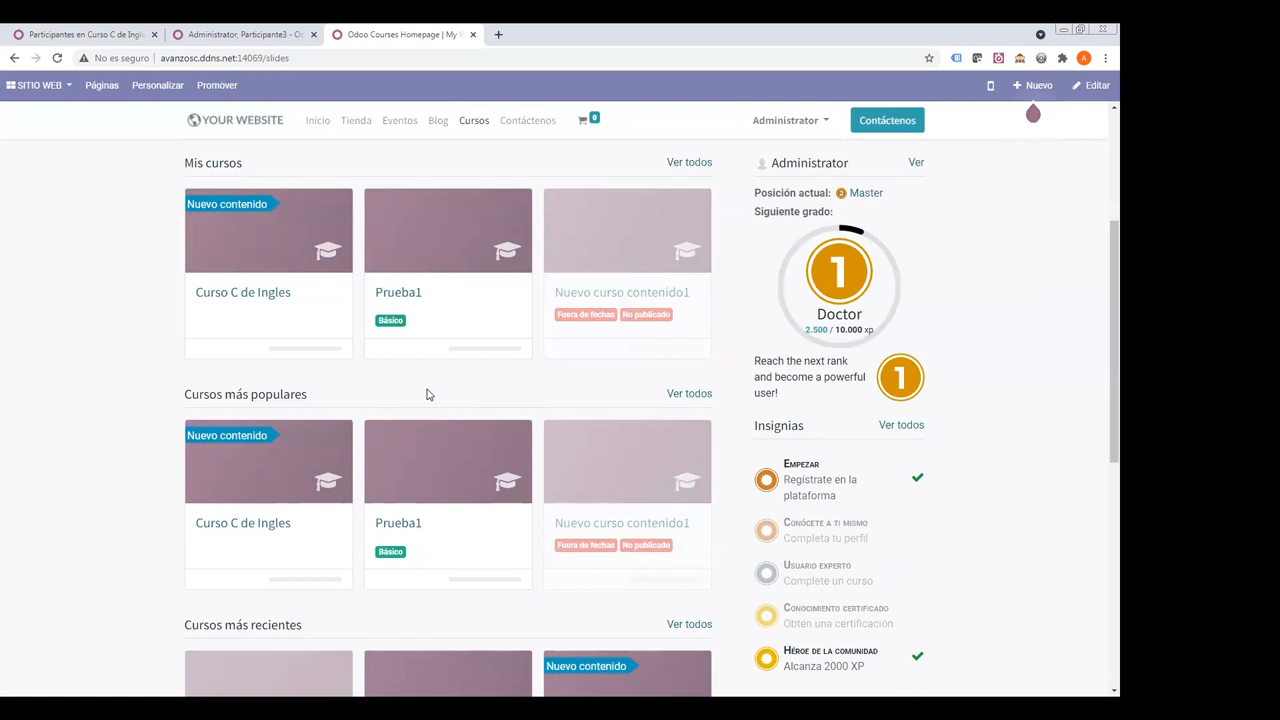 Participantes en Curso C de Ingle
Administrator, Participante3 - Od
Odoo Courses Homepage | My W
No es seguro
avanzosc.ddns.net:14069/slides
A
SITIO WEB
Páginas
Personalizar
Promover
Nuevo
Editar
YOUR WEBSITE
Inicio
Tienda
Eventos
Blog
Cursos
Contáctenos
0
Administrator
Contáctenos
Mis cursos
Ver todos
Nuevo contenido
Curso C de Ingles
Prueba1
Básico
Nuevo curso contenido1
Fuera de fechas
No publicado
Cursos más populares
Ver todos
Nuevo contenido
Curso C de Ingles
Prueba1
Básico
Nuevo curso contenido1
Fuera de fechas
No publicado
Cursos más recientes
Ver todos
Nuevo contenido
Administrator
Ver
Posición actual: 2 Master
Siguiente grado:
1
Doctor
2.500 / 10.000 xp
Reach the next rank
and become a powerful
user!
1
Insignias
Ver todos
Empezar
Regístrate en la
plataforma
Conócete a ti mismo
Completa tu perfil
Usuario experto
Complete un curso
Conocimiento certificado
Obtén una certificación
Héroe de la comunidad
Alcanza 2000 XP